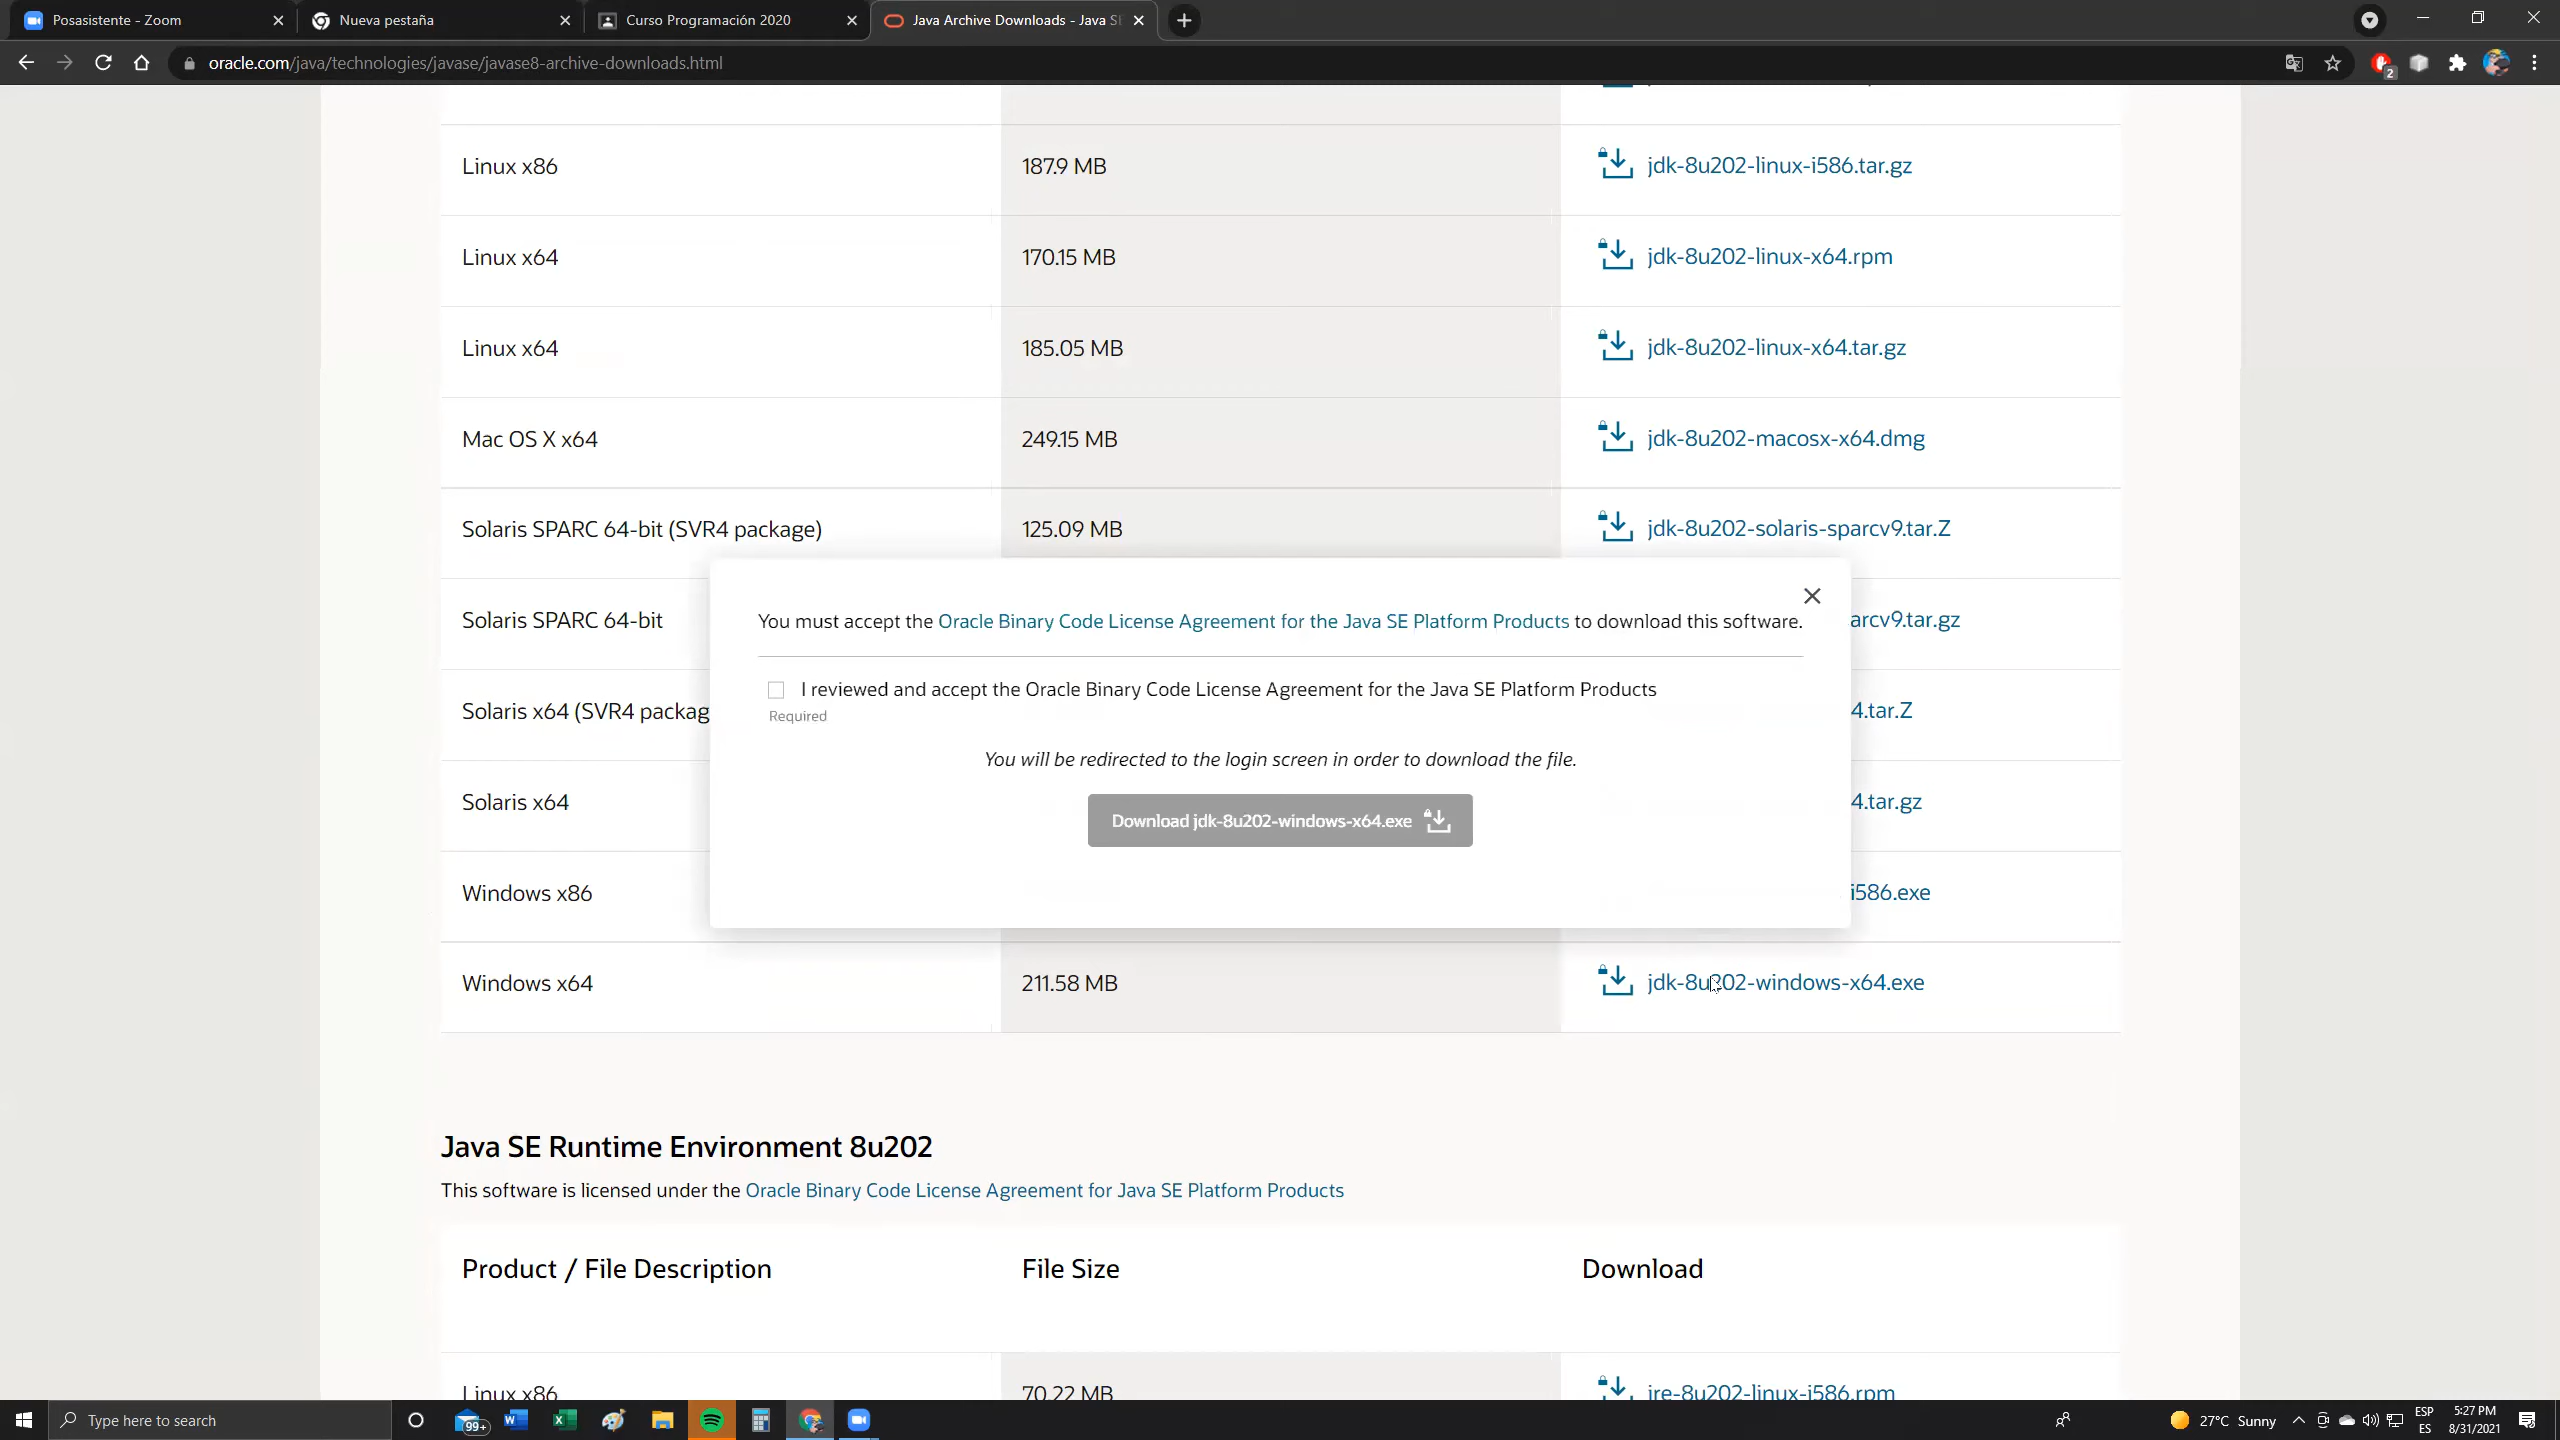 Posasistente - Zoom
Nueva pestaña
Curso Programación 2020
Java Archive Downloads - Java S
oracle.com/java/technologies/javase/javase8-archive-downloads.html
2
Linux x86 187.9 MB jdk-8u202-linux-i586.tar.gz
Linux x64 170.15 MB jdk-8u202-linux-x64.rpm
Linux x64 185.05 MB jdk-8u202-linux-x64.tar.gz
Mac OS X x64 249.15 MB jdk-8u202-macosx-x64.dmg
Solaris SPARC 64-bit (SVR4 package) 125.09 MB jdk-8u202-solaris-sparcv9.tar.Z
Solaris SPARC 64-bit arcv9.tar.gz
Solaris x64 (SVR4 packag 4.tar.Z
Solaris x64 4.tar.gz
Windows x86 i586.exe
You must accept the Oracle Binary Code License Agreement for the Java SE Platform Products to download this software.
I reviewed and accept the Oracle Binary Code License Agreement for the Java SE Platform Products
Required
You will be redirected to the login screen in order to download the file.
Download jdk-8u202-windows-x64.exe
Windows x64 211.58 MB jdk-8u202-windows-x64.exe
Java SE Runtime Environment 8u202
This software is licensed under the Oracle Binary Code License Agreement for Java SE Platform Products
Product / File Description File Size Download
Linux x86 70.22 MB jre-8u202-linux-i586.rpm
Type here to search
99+
27°C Sunny
ESP
ES
5:27 PM
8/31/2021